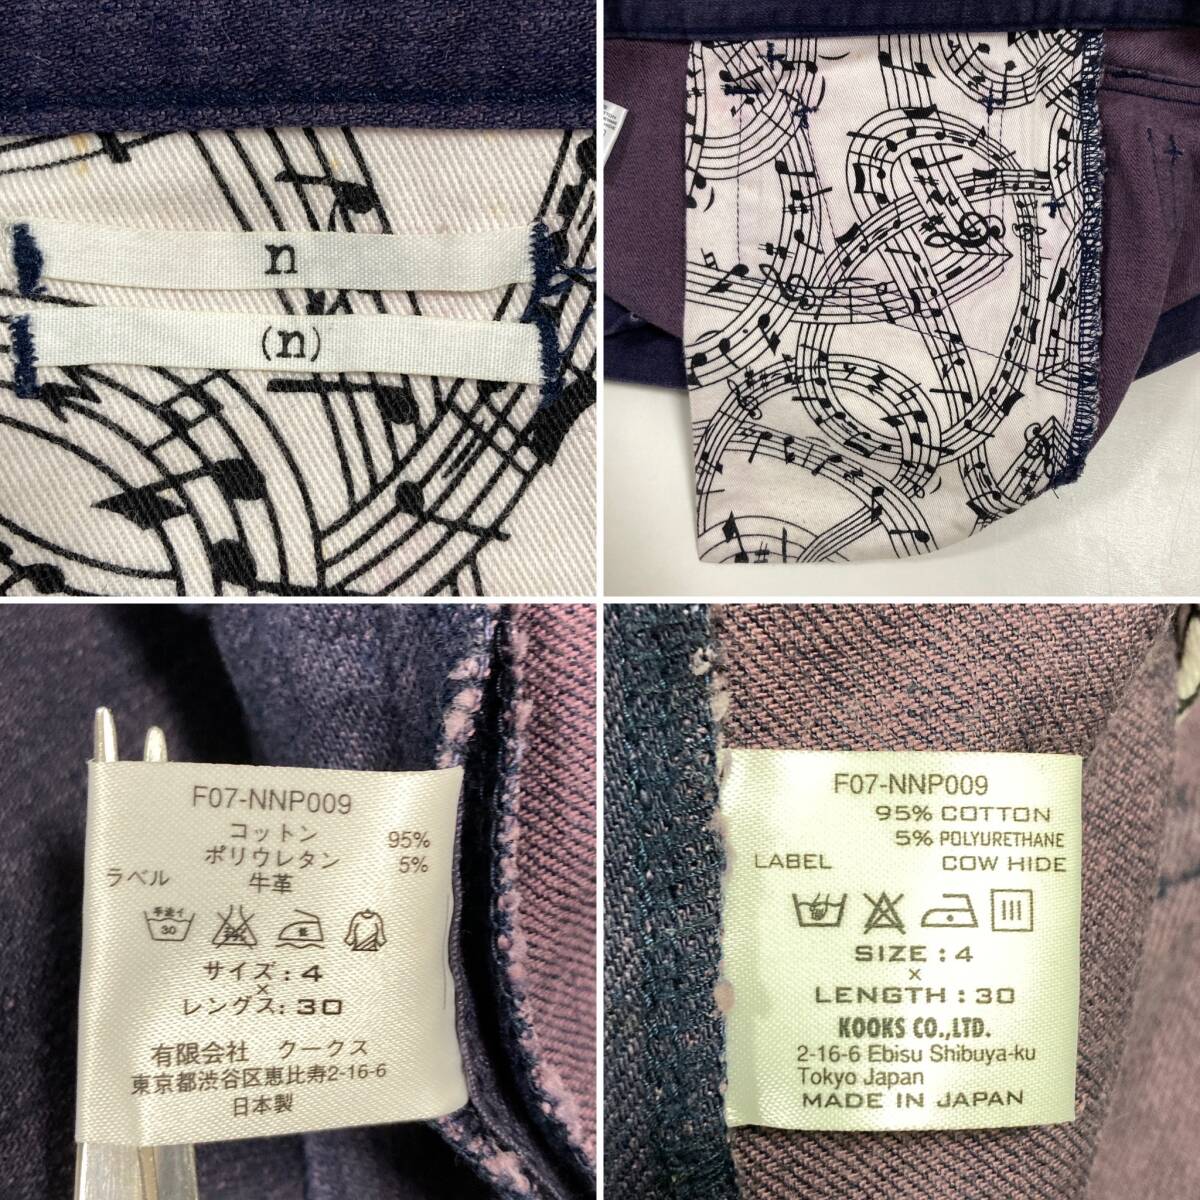 n
(n)
F07-NNP009
コットン 95%
ポリウレタン 5%
ラベル 牛革
手洗イ
30
サイズ : 4
×
レングス : 30
有限会社 クークス
東京都渋谷区恵比寿2-16-6
日本製
F07-NNP009
95% COTTON
5% POLYURETHANE
LABEL COW HIDE
SIZE : 4
×
LENGTH : 30
KOOKS CO.,LTD.
2-16-6 Ebisu Shibuya-ku
Tokyo Japan
MADE IN JAPAN